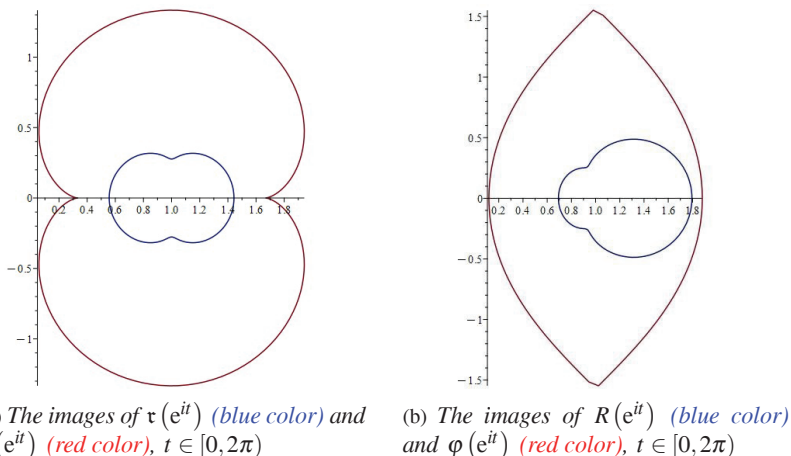 1
0.5
0
−0.5
−1
0.2 0.4 0.6 0.8 1.0 1.2 1.4 1.6 1.8
1.5
1
0.5
0
−0.5
−1
−1.5
0.2 0.4 0.6 0.8 1.0 1.2 1.4 1.6 1.8
) The images of 𝔯(e^{it}) (blue color) and
(e^{it}) (red color), t ∈ [0,2π)
(b) The images of R(e^{it}) (blue color)
and φ(e^{it}) (red color), t ∈ [0,2π)